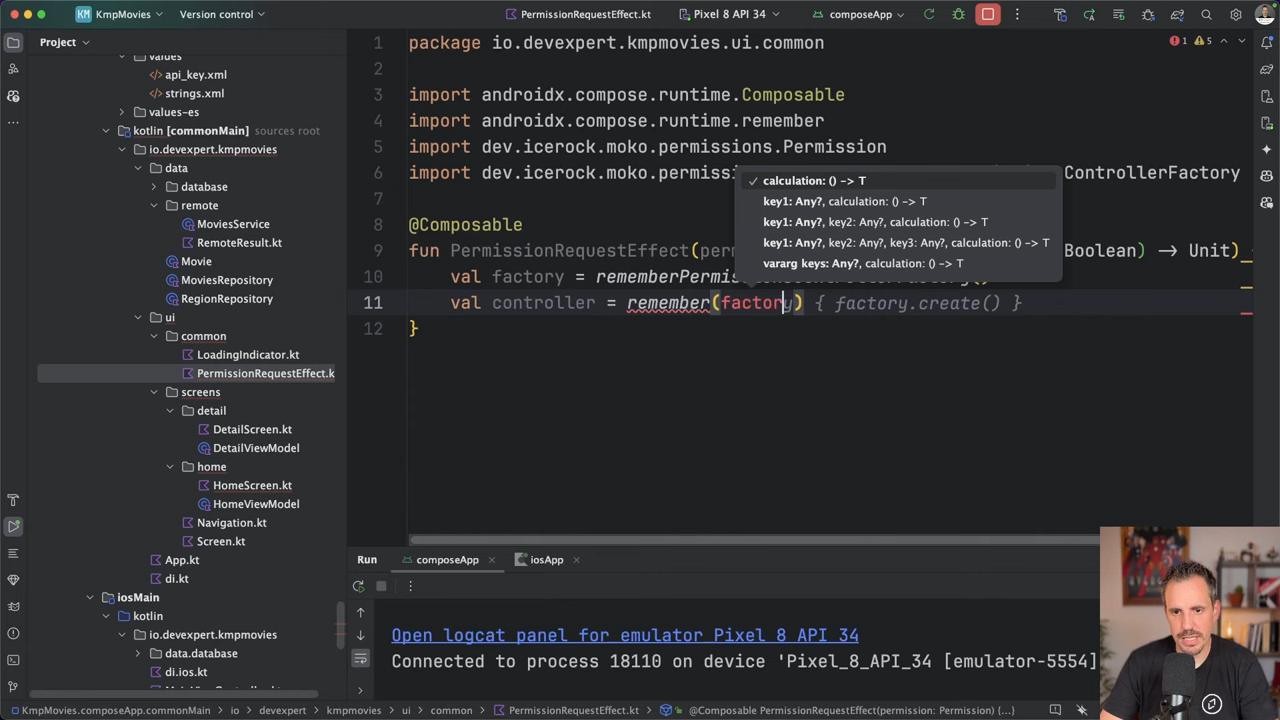 KM KmpMovies
Version control
PermissionRequestEffect.kt
Pixel 8 API 34
composeApp
Project
values
api_key.xml
strings.xml
values-es
kotlin [commonMain] sources root
io.devexpert.kmpmovies
data
database
remote
MoviesService
RemoteResult.kt
Movie
MoviesRepository
RegionRepository
ui
common
LoadingIndicator.kt
PermissionRequestEffect.k
screens
detail
DetailScreen.kt
DetailViewModel
home
HomeScreen.kt
HomeViewModel
Navigation.kt
Screen.kt
App.kt
di.kt
iosMain
kotlin
io.devexpert.kmpmovies
data.database
di.ios.kt
1 package io.devexpert.kmpmovies.ui.common
1 5
2
3 import androidx.compose.runtime.Composable
4 import androidx.compose.runtime.remember
5 import dev.icerock.moko.permissions.Permission
6 import dev.icerock.moko.permiss ControllerFactory
7
8 @Composable
9 fun PermissionRequestEffect(per Boolean) -> Unit) {
10 val factory = rememberPermi
11 val controller = remember(factory) { factory.create() }
12 }
calculation: () -> T
key1: Any?, calculation: () -> T
key1: Any?, key2: Any?, calculation: () -> T
key1: Any?, key2: Any?, key3: Any?, calculation: () -> T
vararg keys: Any?, calculation: () -> T
Run composeApp iosApp
Open logcat panel for emulator Pixel 8 API 34
Connected to process 18110 on device 'Pixel_8_API_34 [emulator-5554]
KmpMovies.composeApp.commonMain > io > devexpert > kmpmovies > ui > common > PermissionRequestEffect.kt > @Composable PermissionRequestEffect(permission: Permission) {...}